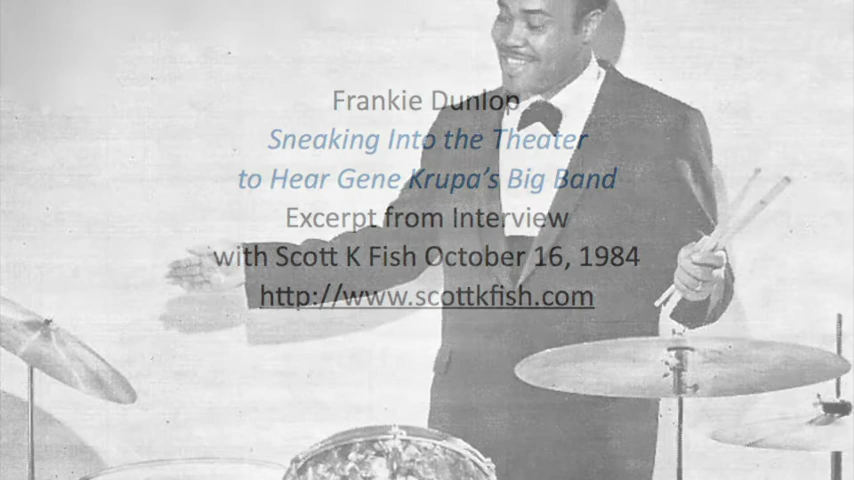 Frankie Dunlop
Sneaking Into the Theater
to Hear Gene Krupa's Big Band
Excerpt from Interview
with Scott K Fish October 16, 1984
http://www.scottkfish.com